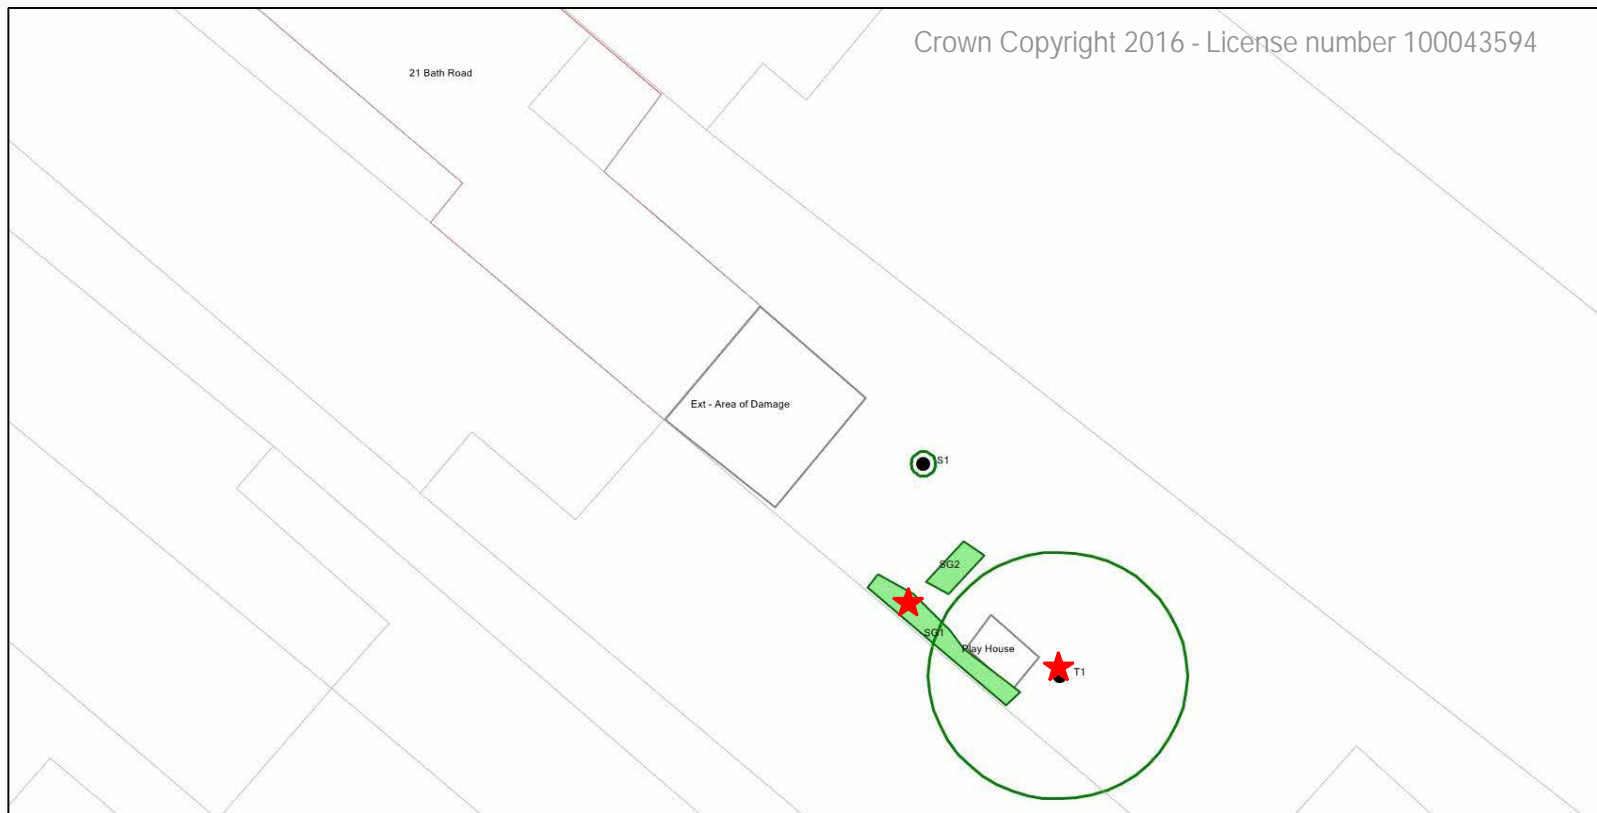 Crown Copyright 2016 - License number 100043594
21 Bath Road
Ext - Area of Damage
S1
SG2
SG1
Play House
T1